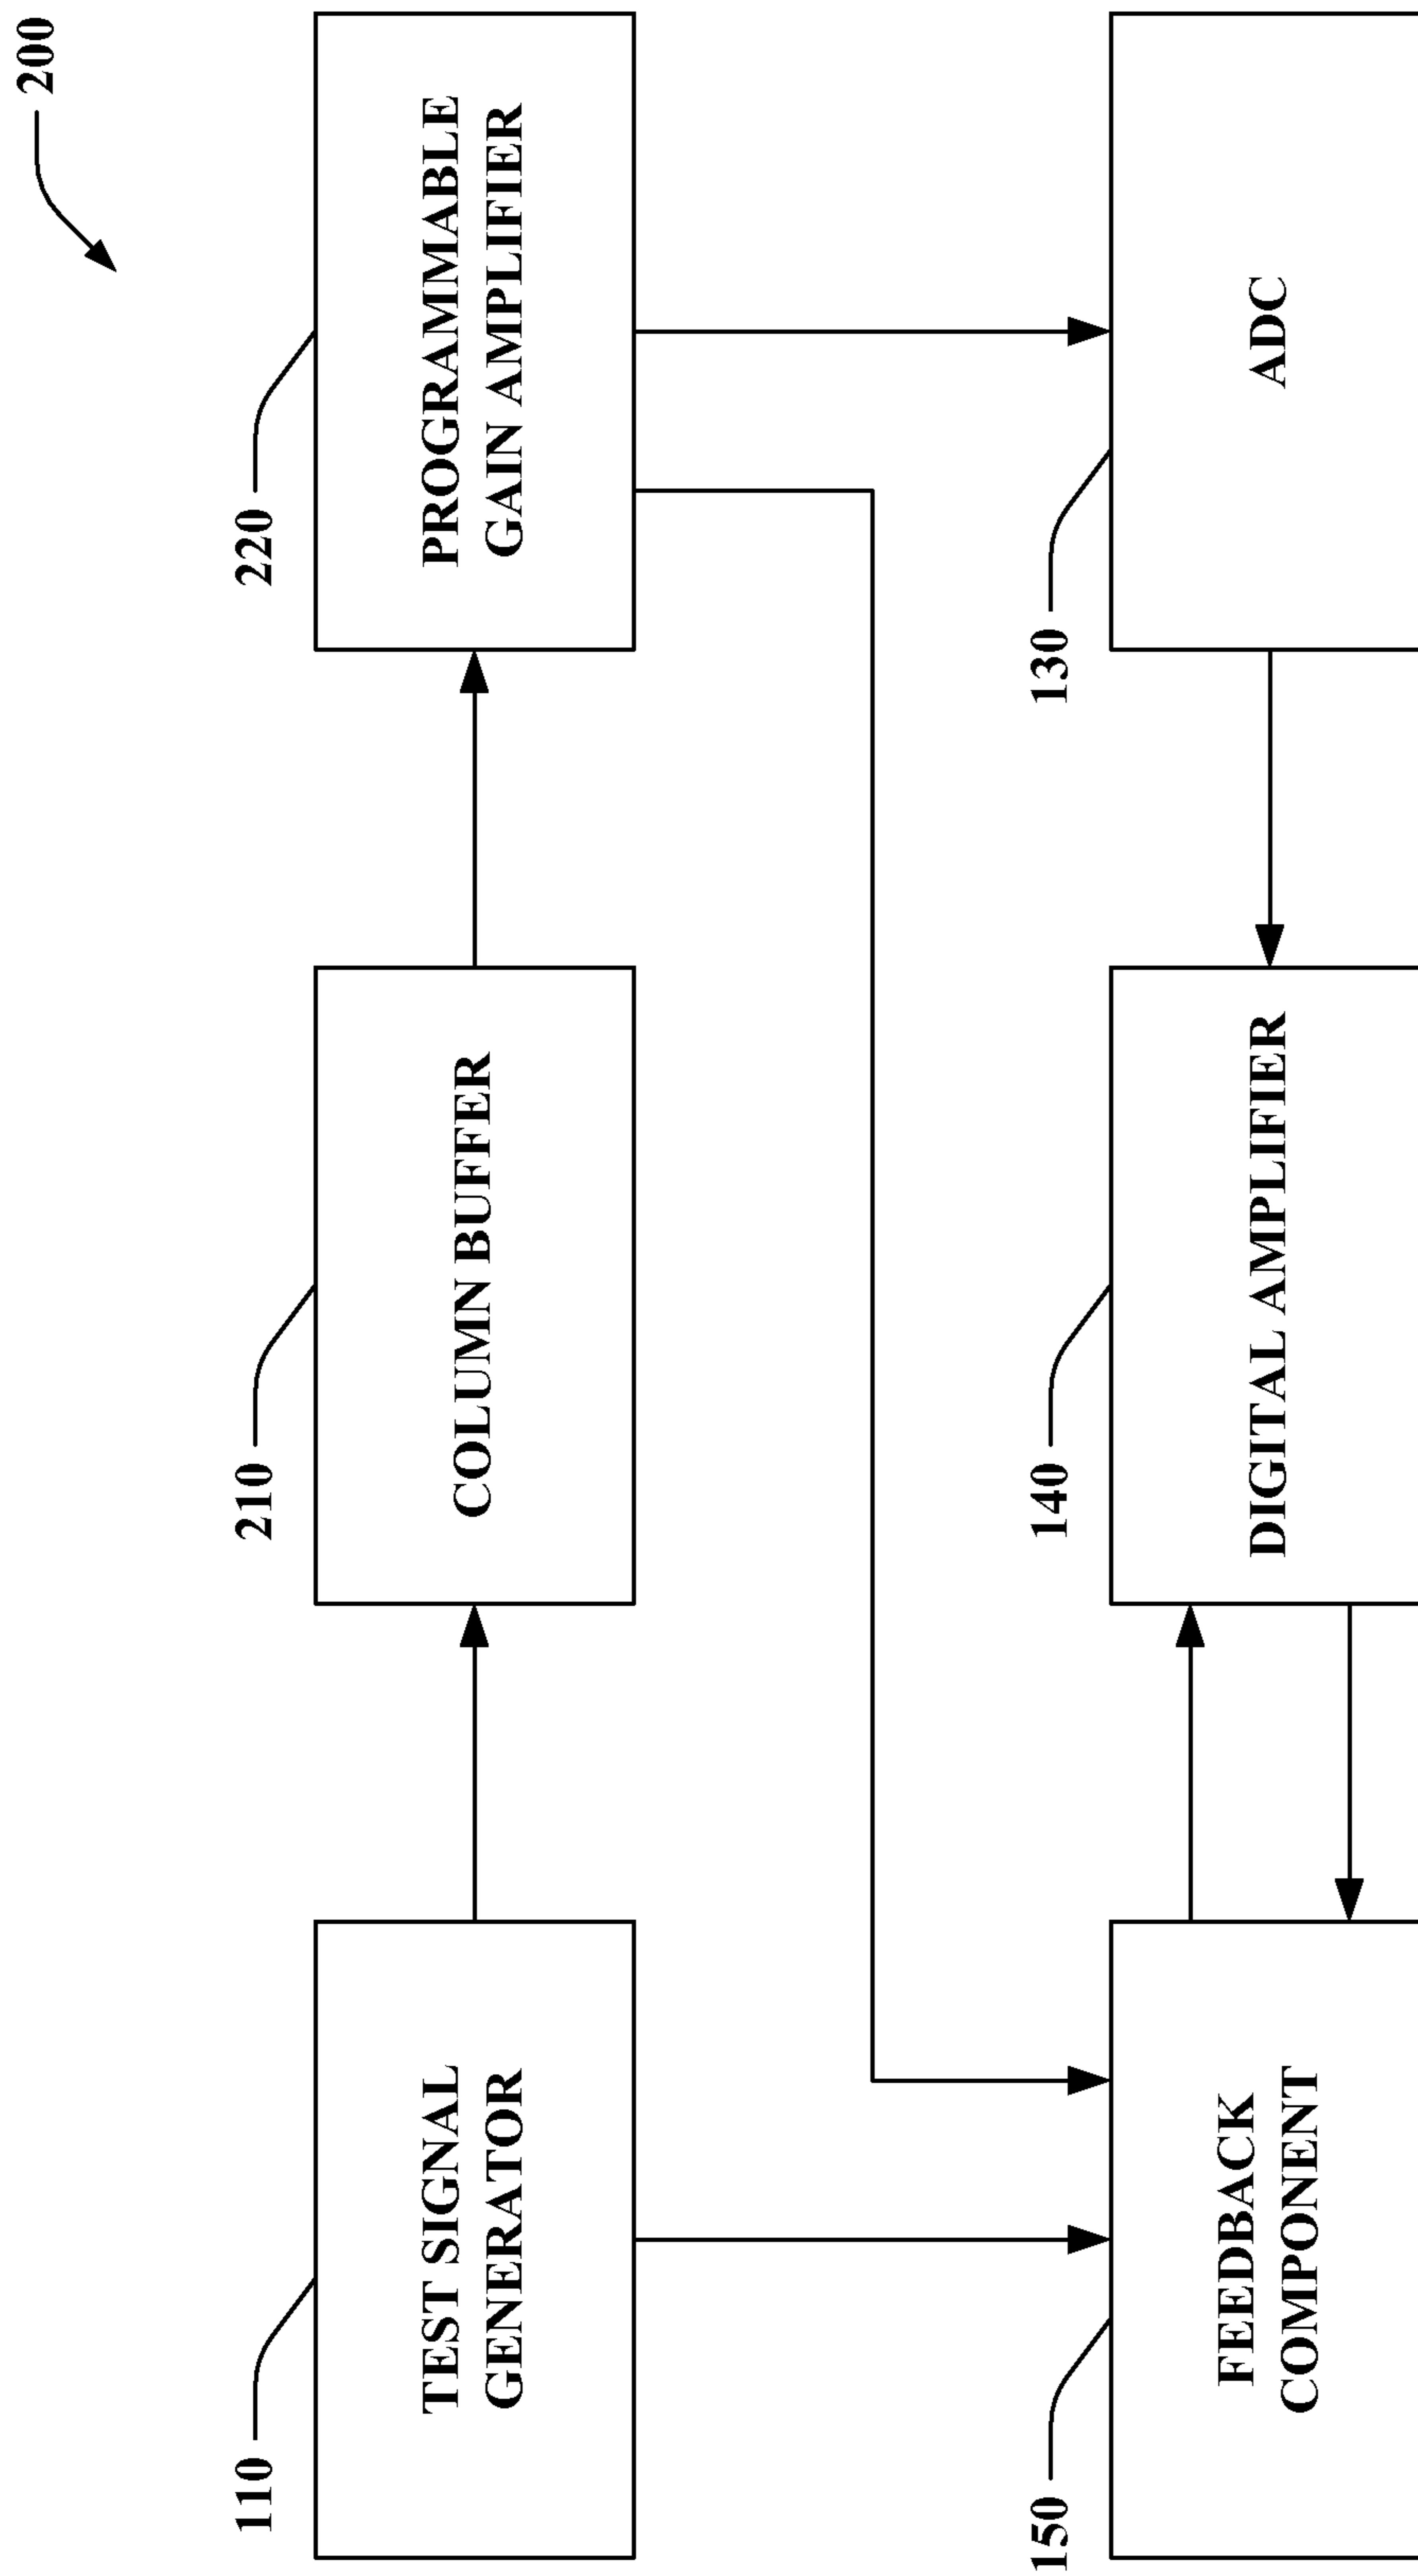 200
110
210
220
TEST SIGNAL
GENERATOR
COLUMN BUFFER
PROGRAMMABLE
GAIN AMPLIFIER
150
140
130
FEEDBACK
COMPONENT
DIGITAL AMPLIFIER
ADC